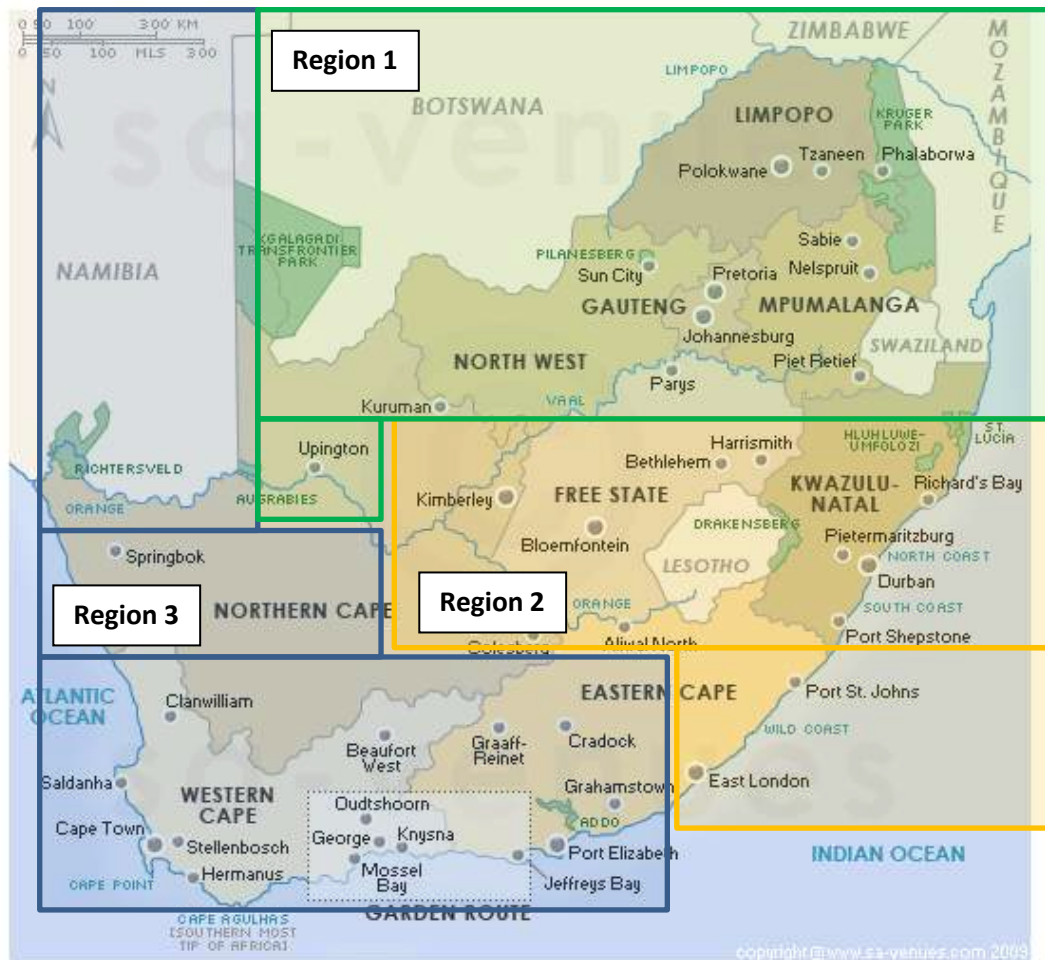 0 50 100 300 KM
0 50 100 MLS 300
N
Region 1
ZIMBABWE
MOZAMBIQUE
LIMPOPO
BOTSWANA
LIMPOPO
KRUGER
PARK
sa-venues
Tzaneen
Phalaborwa
Polokwane
KGALAGADI
TRANSFRONTIER
PARK
NAMIBIA
PILANESBERG
Sun City
Sabie
Nelspruit
Pretoria
GAUTENG
MPUMALANGA
Johannesburg
SWAZILAND
NORTH WEST
Piet Retief
Parys
VAAL
Kuruman
ST.
LUCIA
Upington
Harrismith
HLUHLUWE-
UMFOLOZI
RICHTERSVELD
Bethlehem
AUGRABIES
Kimberley
FREE STATE
KWAZULU-
NATAL
Richard's Bay
ORANGE
DRAKENSBERG
Bloemfontein
Pietermaritzburg
Springbok
LESOTHO
NORTH COAST
Durban
Region 3
NORTHERN CAPE
Region 2
ORANGE
SOUTH COAST
Colesberg
Aliwal North
Port Shepstone
ATLANTIC
OCEAN
EASTERN CAPE
Port St. Johns
Clanwilliam
WILD COAST
Graaff-
Reinet
Cradock
Beaufort
West
sa-venues
Saldanha
East London
WESTERN
CAPE
Grahamstown
Oudtshoorn
Cape Town
George
Knysna
ADDO
Stellenbosch
Port Elizabeth
INDIAN OCEAN
CAPE POINT
Hermanus
Mossel
Bay
Jeffreys Bay
GARDEN ROUTE
CAPE AGULHAS
[SOUTHERN MOST
TIP OF AFRICA]
copyright@www.sa-venues.com 2009